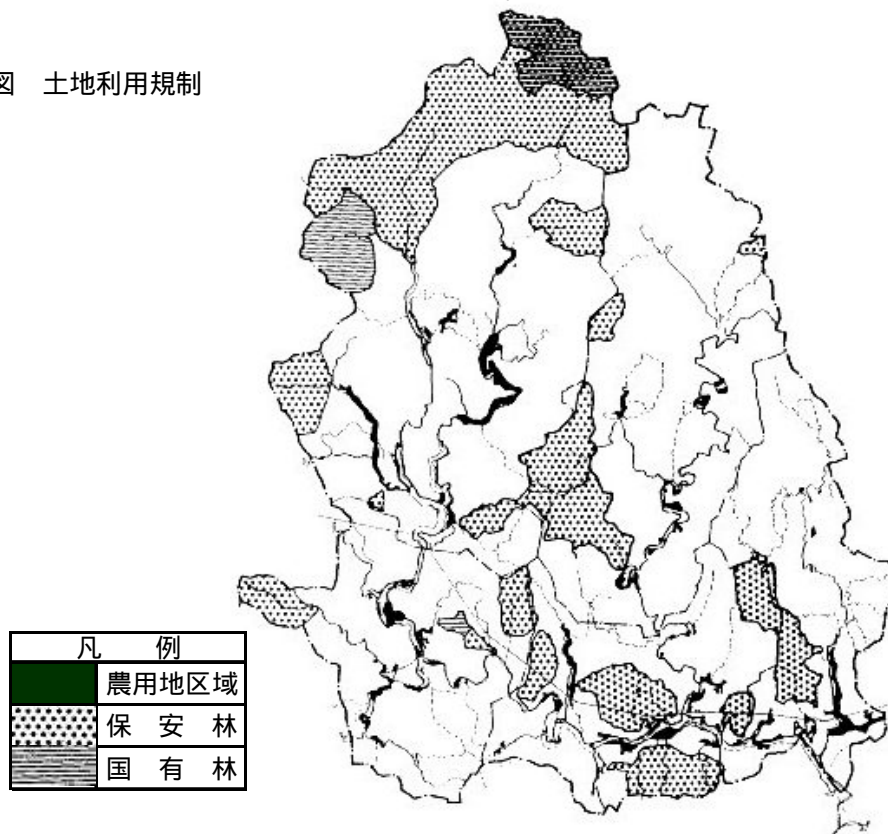 図　土地利用規制
凡　例
農用地区域
保　安　林
国　有　林